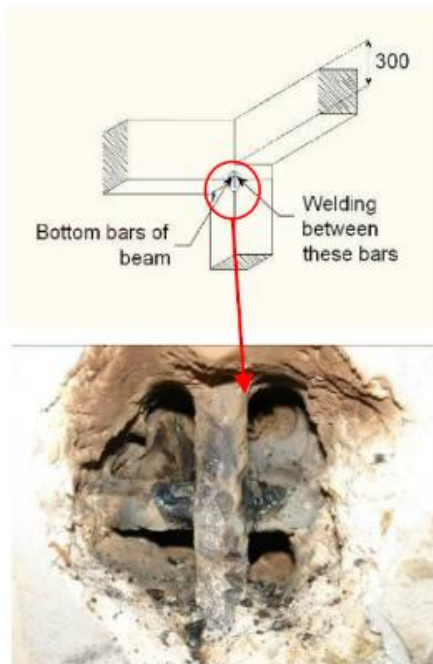 300
Bottom bars of
beam
Welding
between
these bars